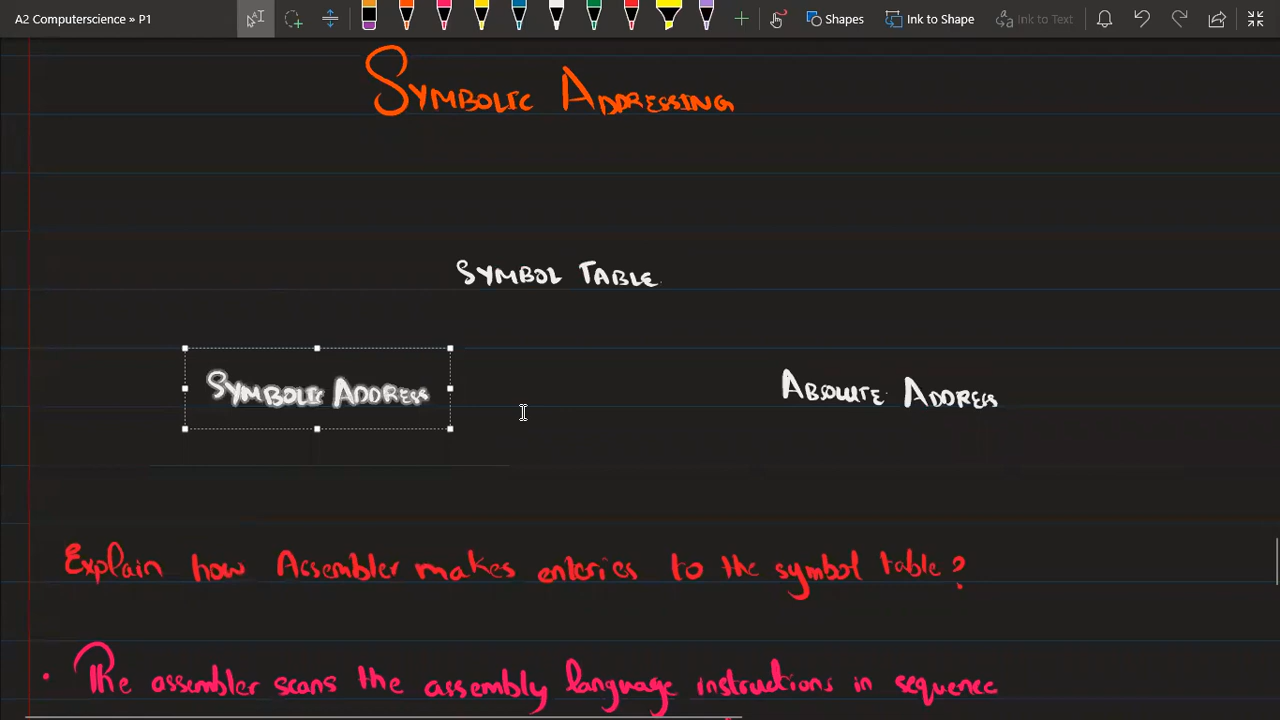 A2 Computerscience » P1
Shapes
Ink to Shape
Ink to Text
SYMBOLIC ADDRESSING
SYMBOL TABLE
SYMBOLIC ADDRESS
ABSOLUTE ADDRESS
Explain how Assembler makes enteries to the symbol table?
• The assembler scans the assembly language instructions in sequence